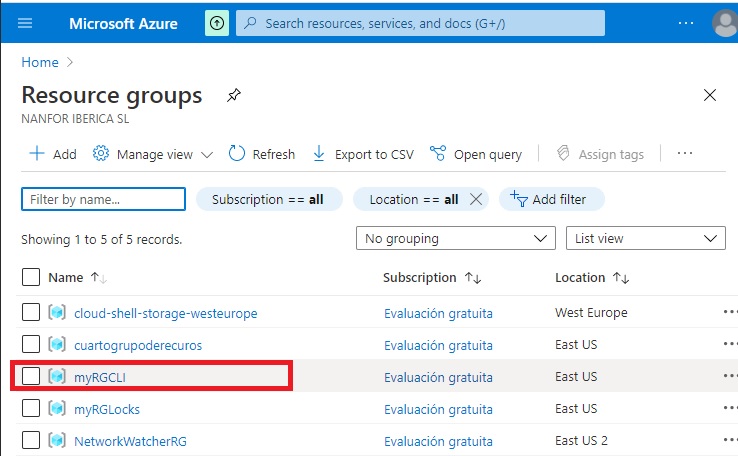 Microsoft Azure
Search resources, services, and docs (G+/)
Home
Resource groups
NANFOR IBERICA SL
Add
Manage view
Refresh
Export to CSV
Open query
Assign tags
Filter by name...
Subscription == all
Location == all
Add filter
Showing 1 to 5 of 5 records.
No grouping
List view
Name Subscription Location
cloud-shell-storage-westeurope Evaluación gratuita West Europe
cuartogrupoderecuros Evaluación gratuita East US
myRGCLI Evaluación gratuita East US
myRGLocks Evaluación gratuita East US
NetworkWatcherRG Evaluación gratuita East US 2